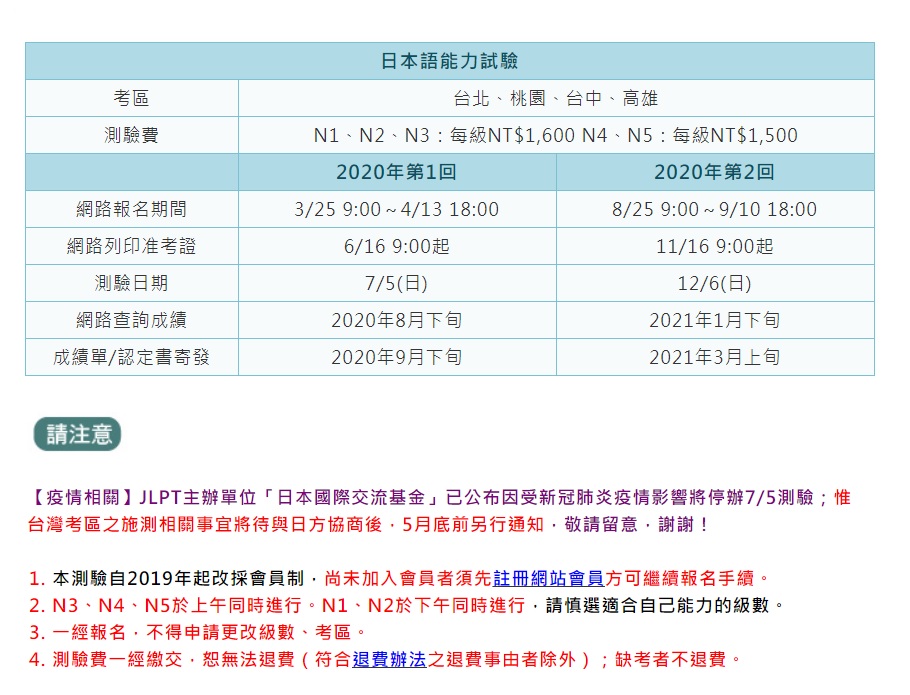 日本語能力試驗
考區 台北、桃園、台中、高雄
測驗費 N1、N2、N3：每級NT$1,600 N4、N5：每級NT$1,500
2020年第1回 2020年第2回
網路報名期間 3/25 9:00～4/13 18:00 8/25 9:00～9/10 18:00
網路列印准考證 6/16 9:00起 11/16 9:00起
測驗日期 7/5(日) 12/6(日)
網路查詢成績 2020年8月下旬 2021年1月下旬
成績單/認定書寄發 2020年9月下旬 2021年3月上旬
請注意
【疫情相關】JLPT主辦單位「日本國際交流基金」已公布因受新冠肺炎疫情影響將停辦7/5測驗；惟
台灣考區之施測相關事宜將待與日方協商後，5月底前另行通知，敬請留意，謝謝！
1. 本測驗自2019年起改採會員制，尚未加入會員者須先註冊網站會員方可繼續報名手續。
2. N3、N4、N5於上午同時進行。N1、N2於下午同時進行，請慎選適合自己能力的級數。
3. 一經報名，不得申請更改級數、考區。
4. 測驗費一經繳交，恕無法退費（符合退費辦法之退費事由者除外）；缺考者不退費。